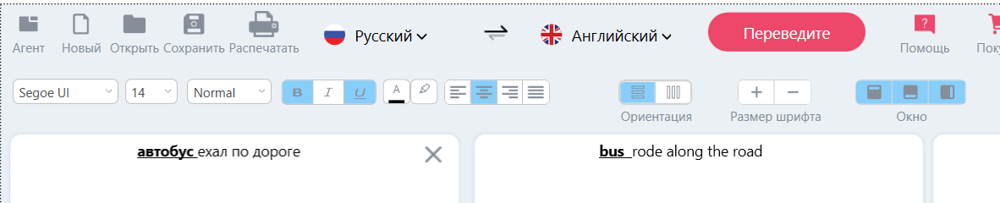 Агент Новый Открыть Сохранить Распечатать Русский Английский Переведите Помощь
Segoe UI 14 Normal B I U A
Ориентация Размер шрифта Окно
автобус ехал по дороге
bus rode along the road